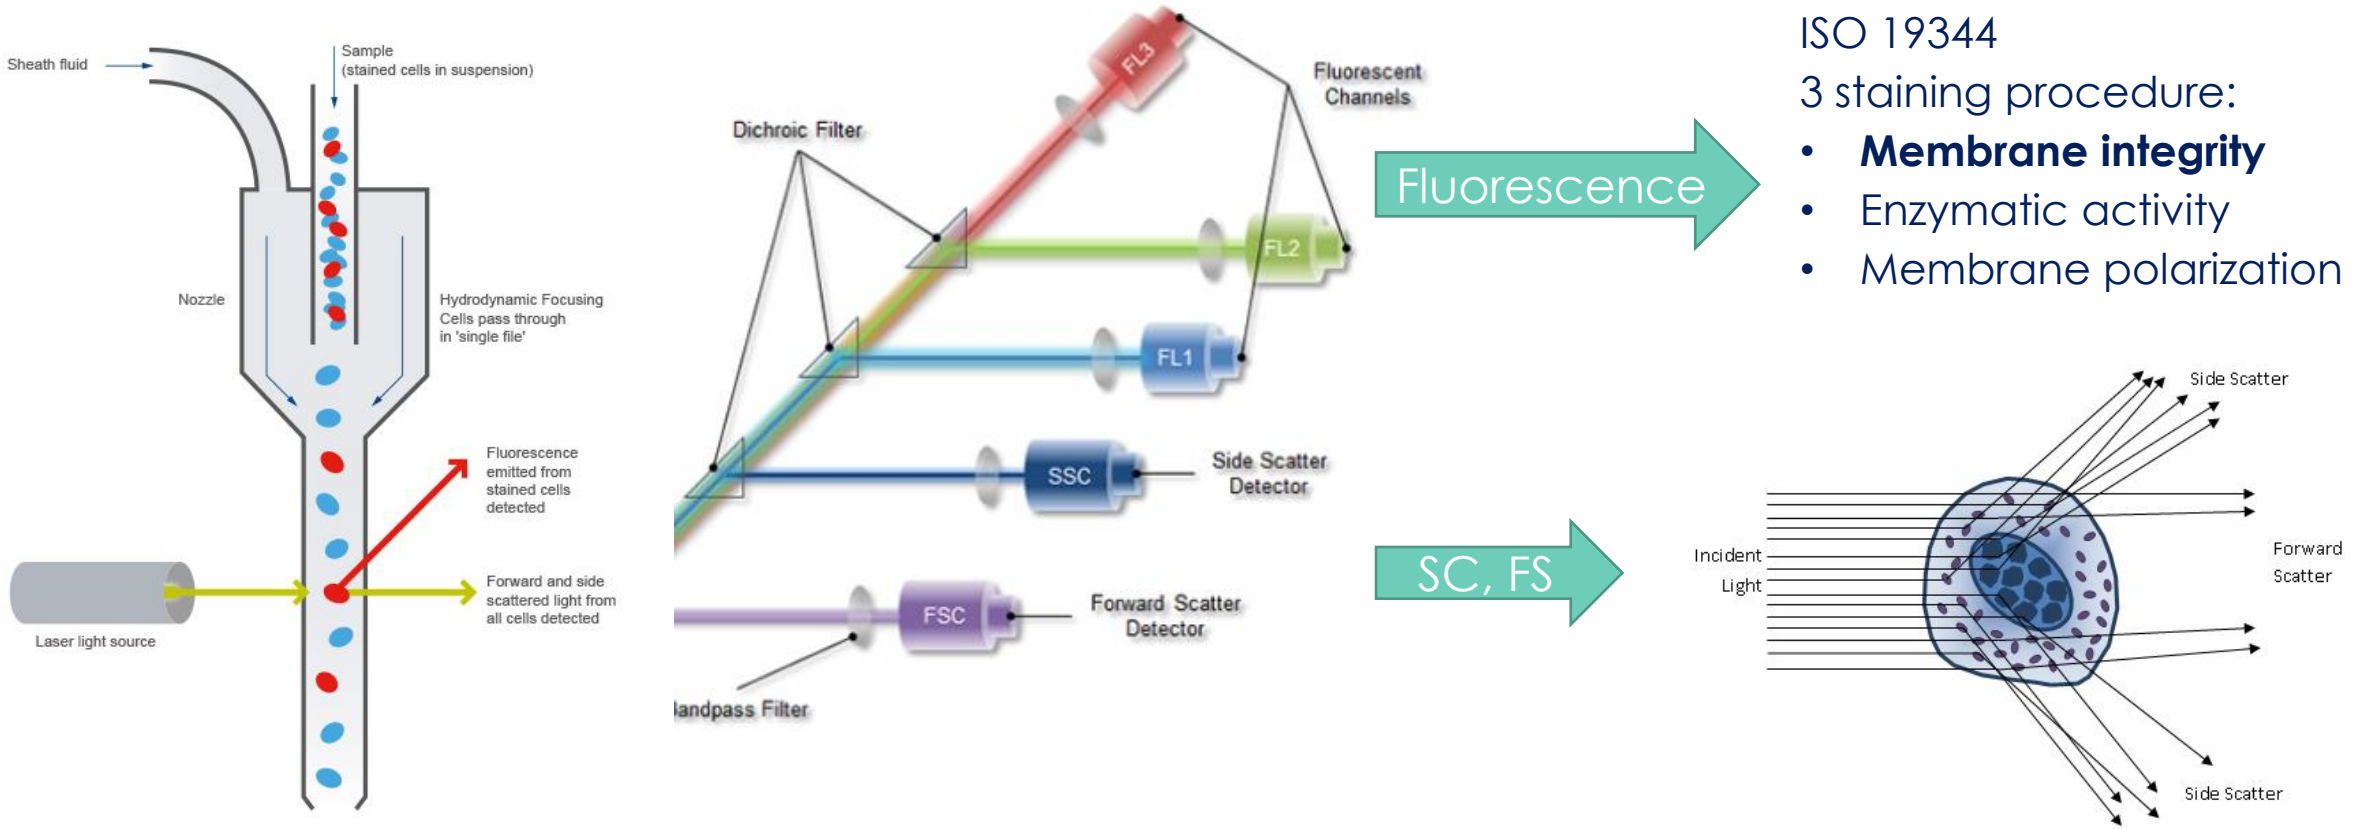 Sheath fluid
Sample
(stained cells in suspension)
Nozzle
Hydrodynamic Focusing
Cells pass through
in 'single file'
Fluorescence
emitted from
stained cells
detected
Forward and side
scattered light from
all cells detected
Laser light source
Dichroic Filter
Fluorescent
Channels
FL3
FL2
FL1
SSC
Side Scatter
Detector
FSC
Forward Scatter
Detector
Bandpass Filter
Fluorescence
SC, FS
ISO 19344
3 staining procedure:
• Membrane integrity
• Enzymatic activity
• Membrane polarization
Side Scatter
Incident
Light
Forward
Scatter
Side Scatter